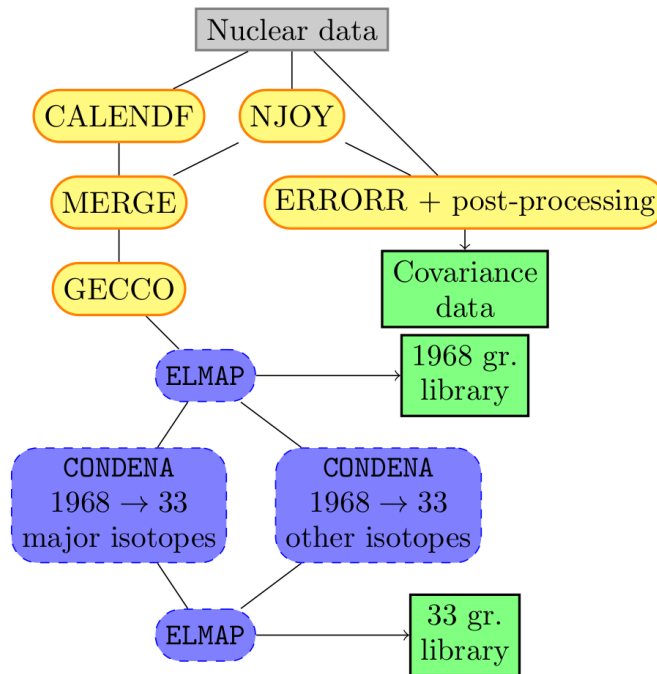 Nuclear data
CALENDF
NJOY
MERGE
ERRORR + post-processing
GECCO
Covariance
data
ELMAP
1968 gr.
library
CONDENA
1968 → 33
major isotopes
CONDENA
1968 → 33
other isotopes
ELMAP
33 gr.
library